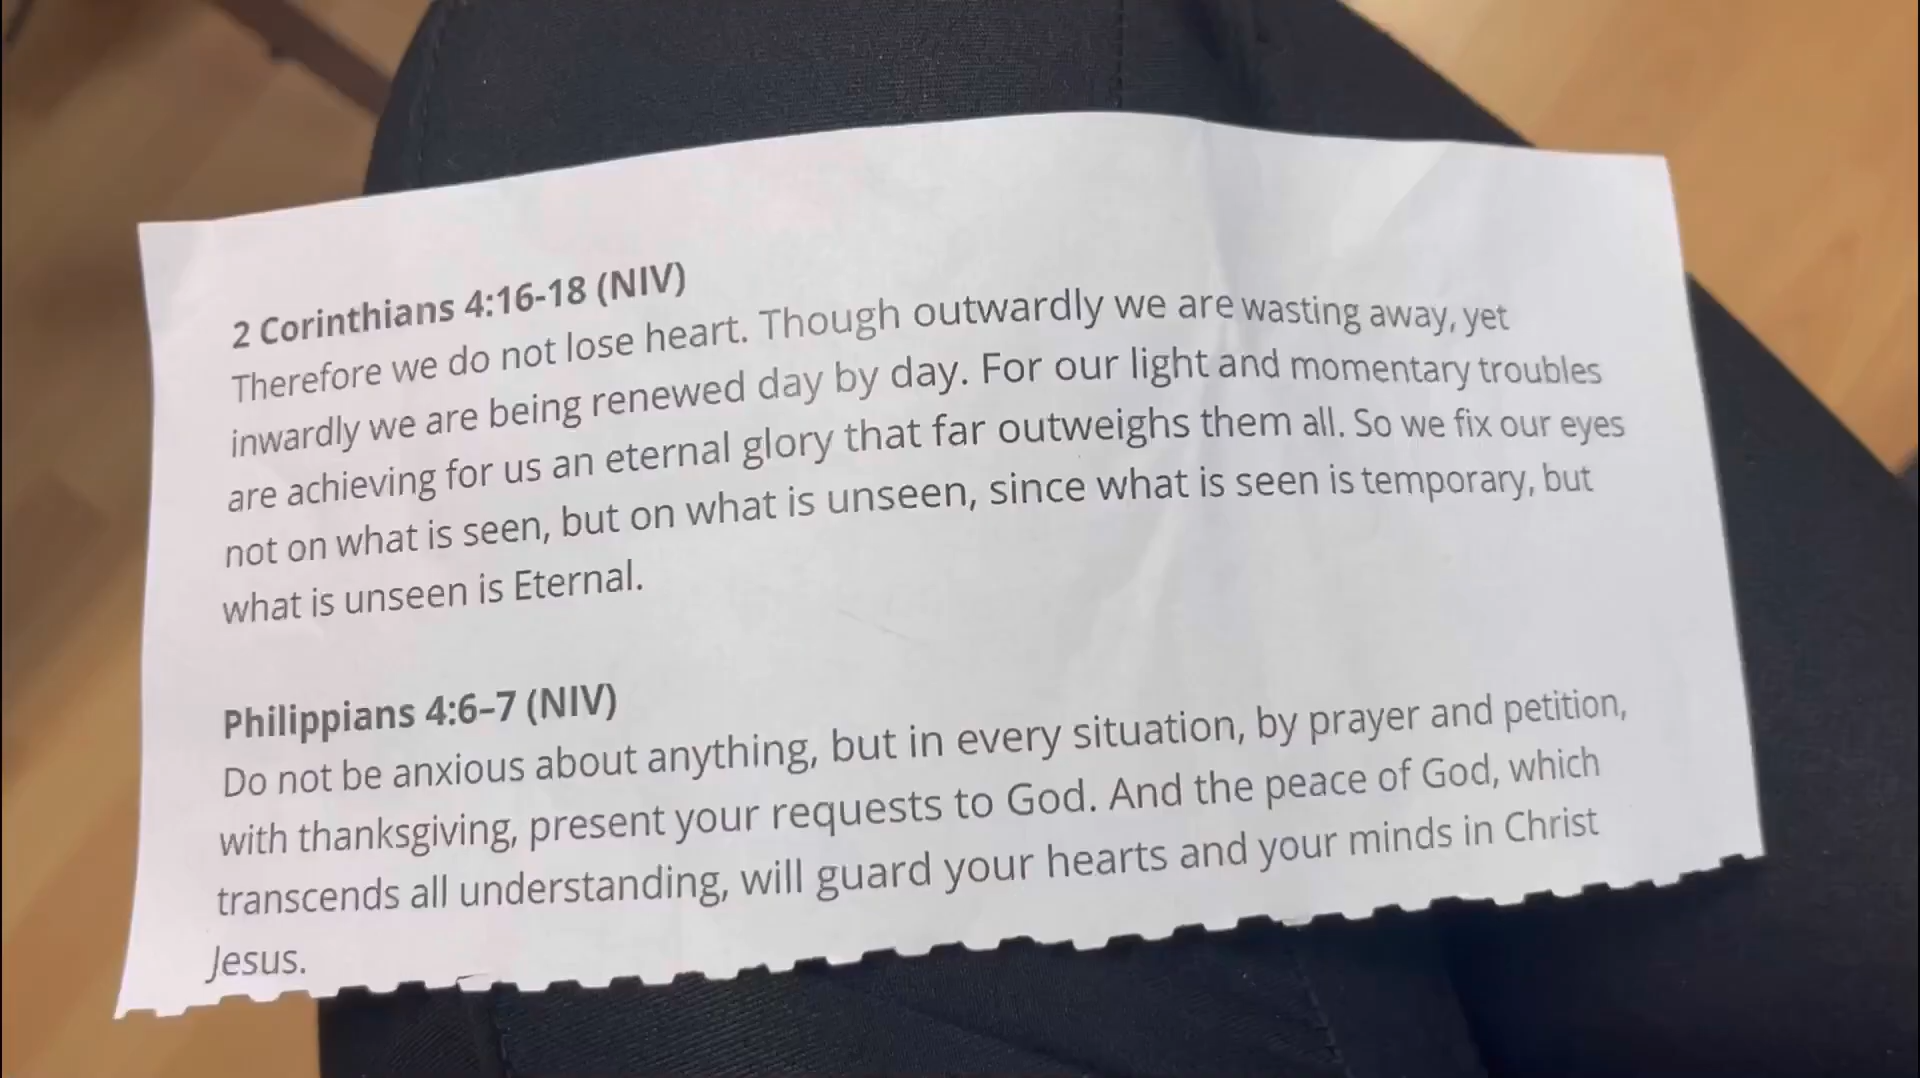 2 Corinthians 4:16-18 (NIV)
Therefore we do not lose heart. Though outwardly we are wasting away, yet
inwardly we are being renewed day by day. For our light and momentary troubles
are achieving for us an eternal glory that far outweighs them all. So we fix our eyes
not on what is seen, but on what is unseen, since what is seen is temporary, but
what is unseen is Eternal.
Philippians 4:6–7 (NIV)
Do not be anxious about anything, but in every situation, by prayer and petition,
with thanksgiving, present your requests to God. And the peace of God, which
transcends all understanding, will guard your hearts and your minds in Christ
Jesus.